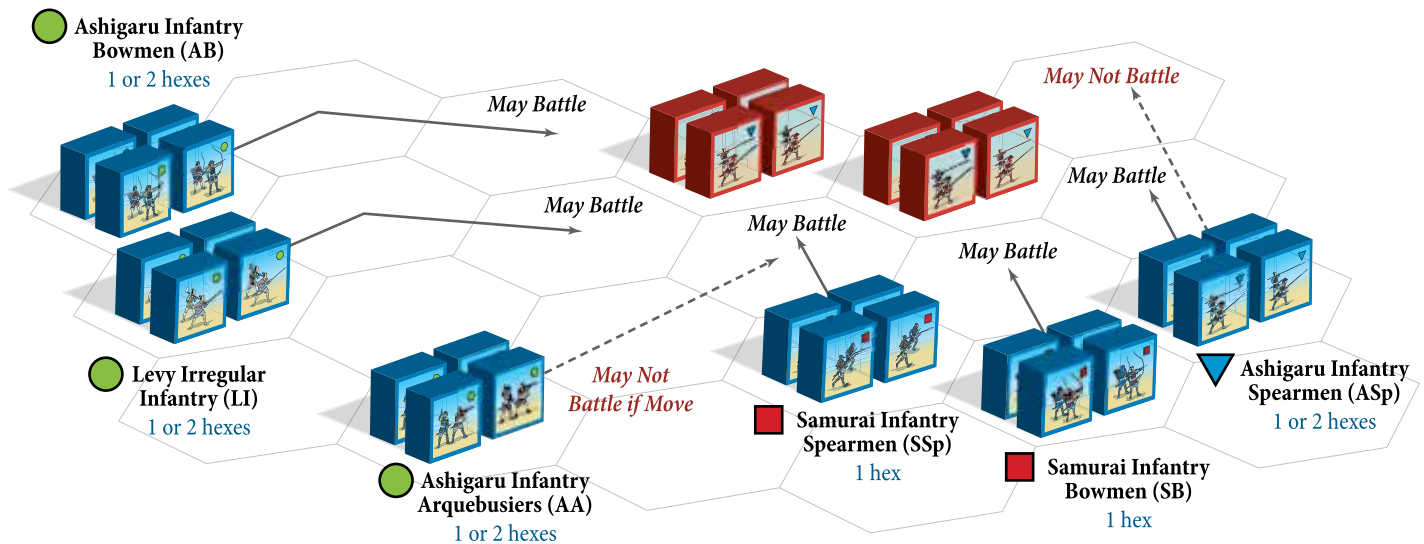 Ashigaru Infantry
Bowmen (AB)
1 or 2 hexes
May Battle
May Not Battle
May Battle
May Battle
May Battle
May Battle
Levy Irregular
Infantry (LI)
1 or 2 hexes
May Not
Battle if Move
Ashigaru Infantry
Spearmen (ASp)
1 or 2 hexes
Samurai Infantry
Spearmen (SSp)
1 hex
Samurai Infantry
Bowmen (SB)
1 hex
Ashigaru Infantry
Arquebusiers (AA)
1 or 2 hexes